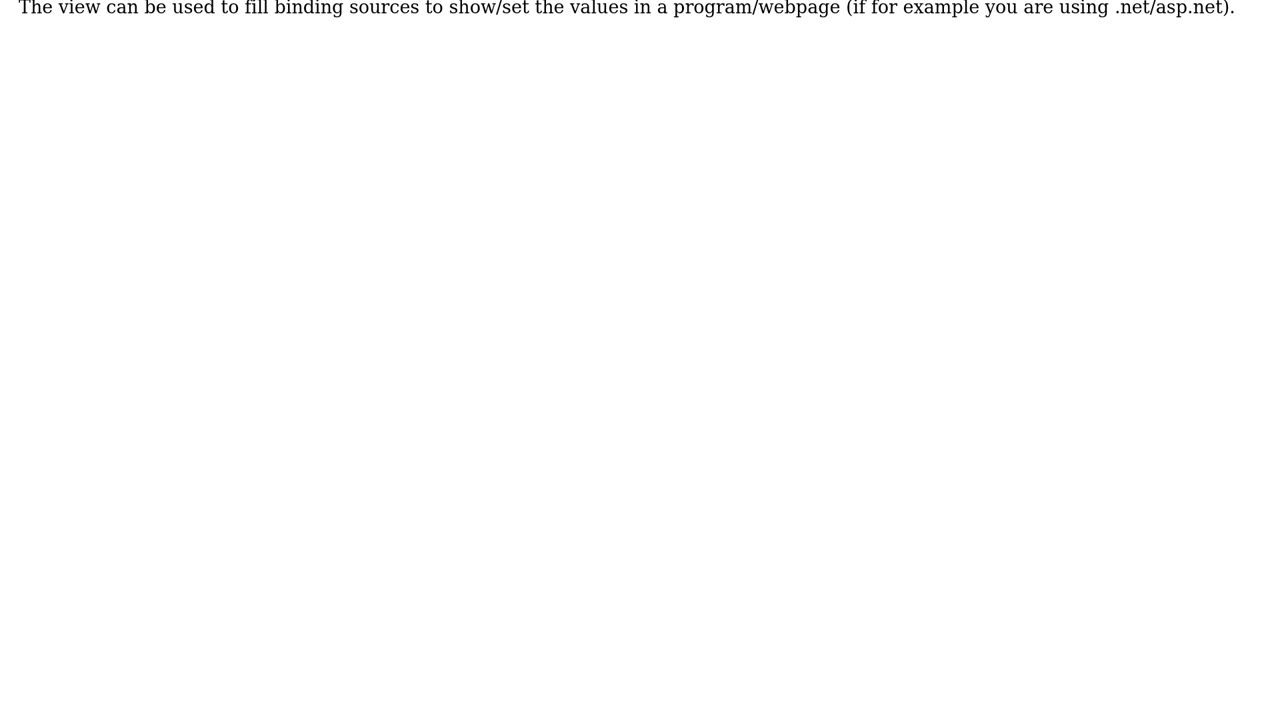 The view can be used to fill binding sources to show/set the values in a program/webpage (if for example you are using .net/asp.net).